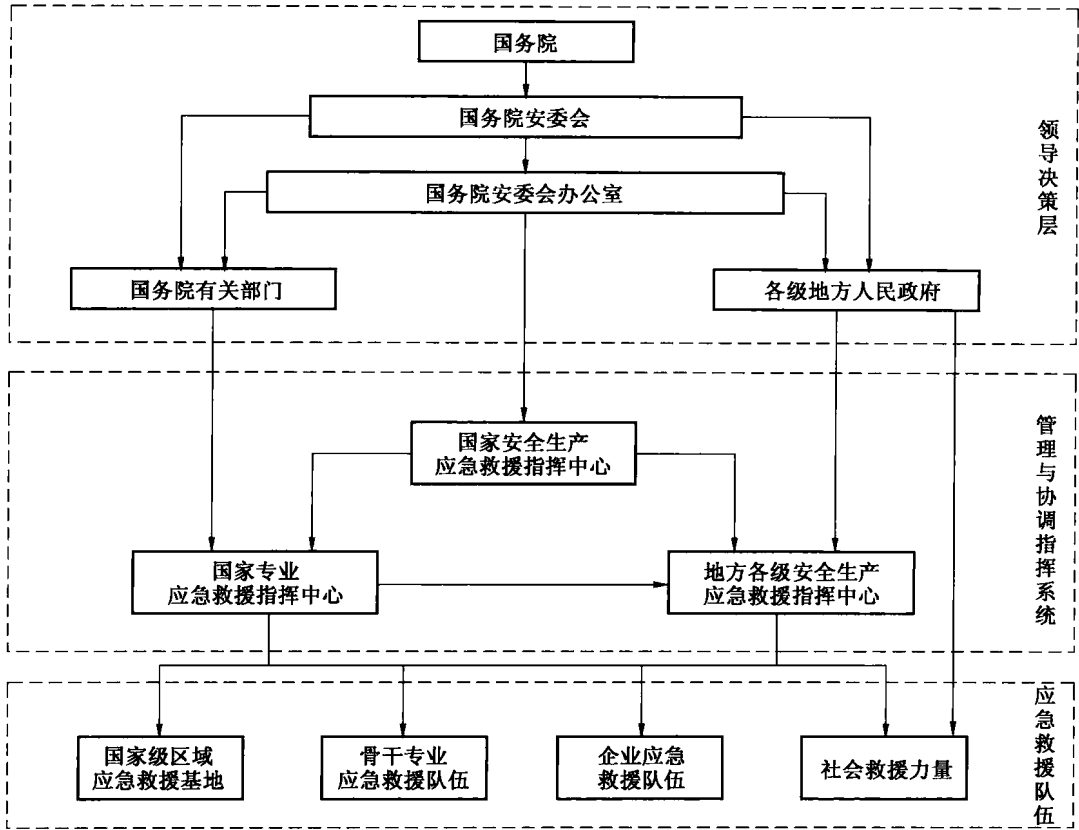 国务院
国务院安委会
国务院安委会办公室
国务院有关部门
各级地方人民政府
领导决策层
国家安全生产
应急救援指挥中心
国家专业
应急救援指挥中心
地方各级安全生产
应急救援指挥中心
管理与协调指挥系统
国家级区域
应急救援基地
骨干专业
应急救援队伍
企业应急
救援队伍
社会救援力量
应急救援队伍